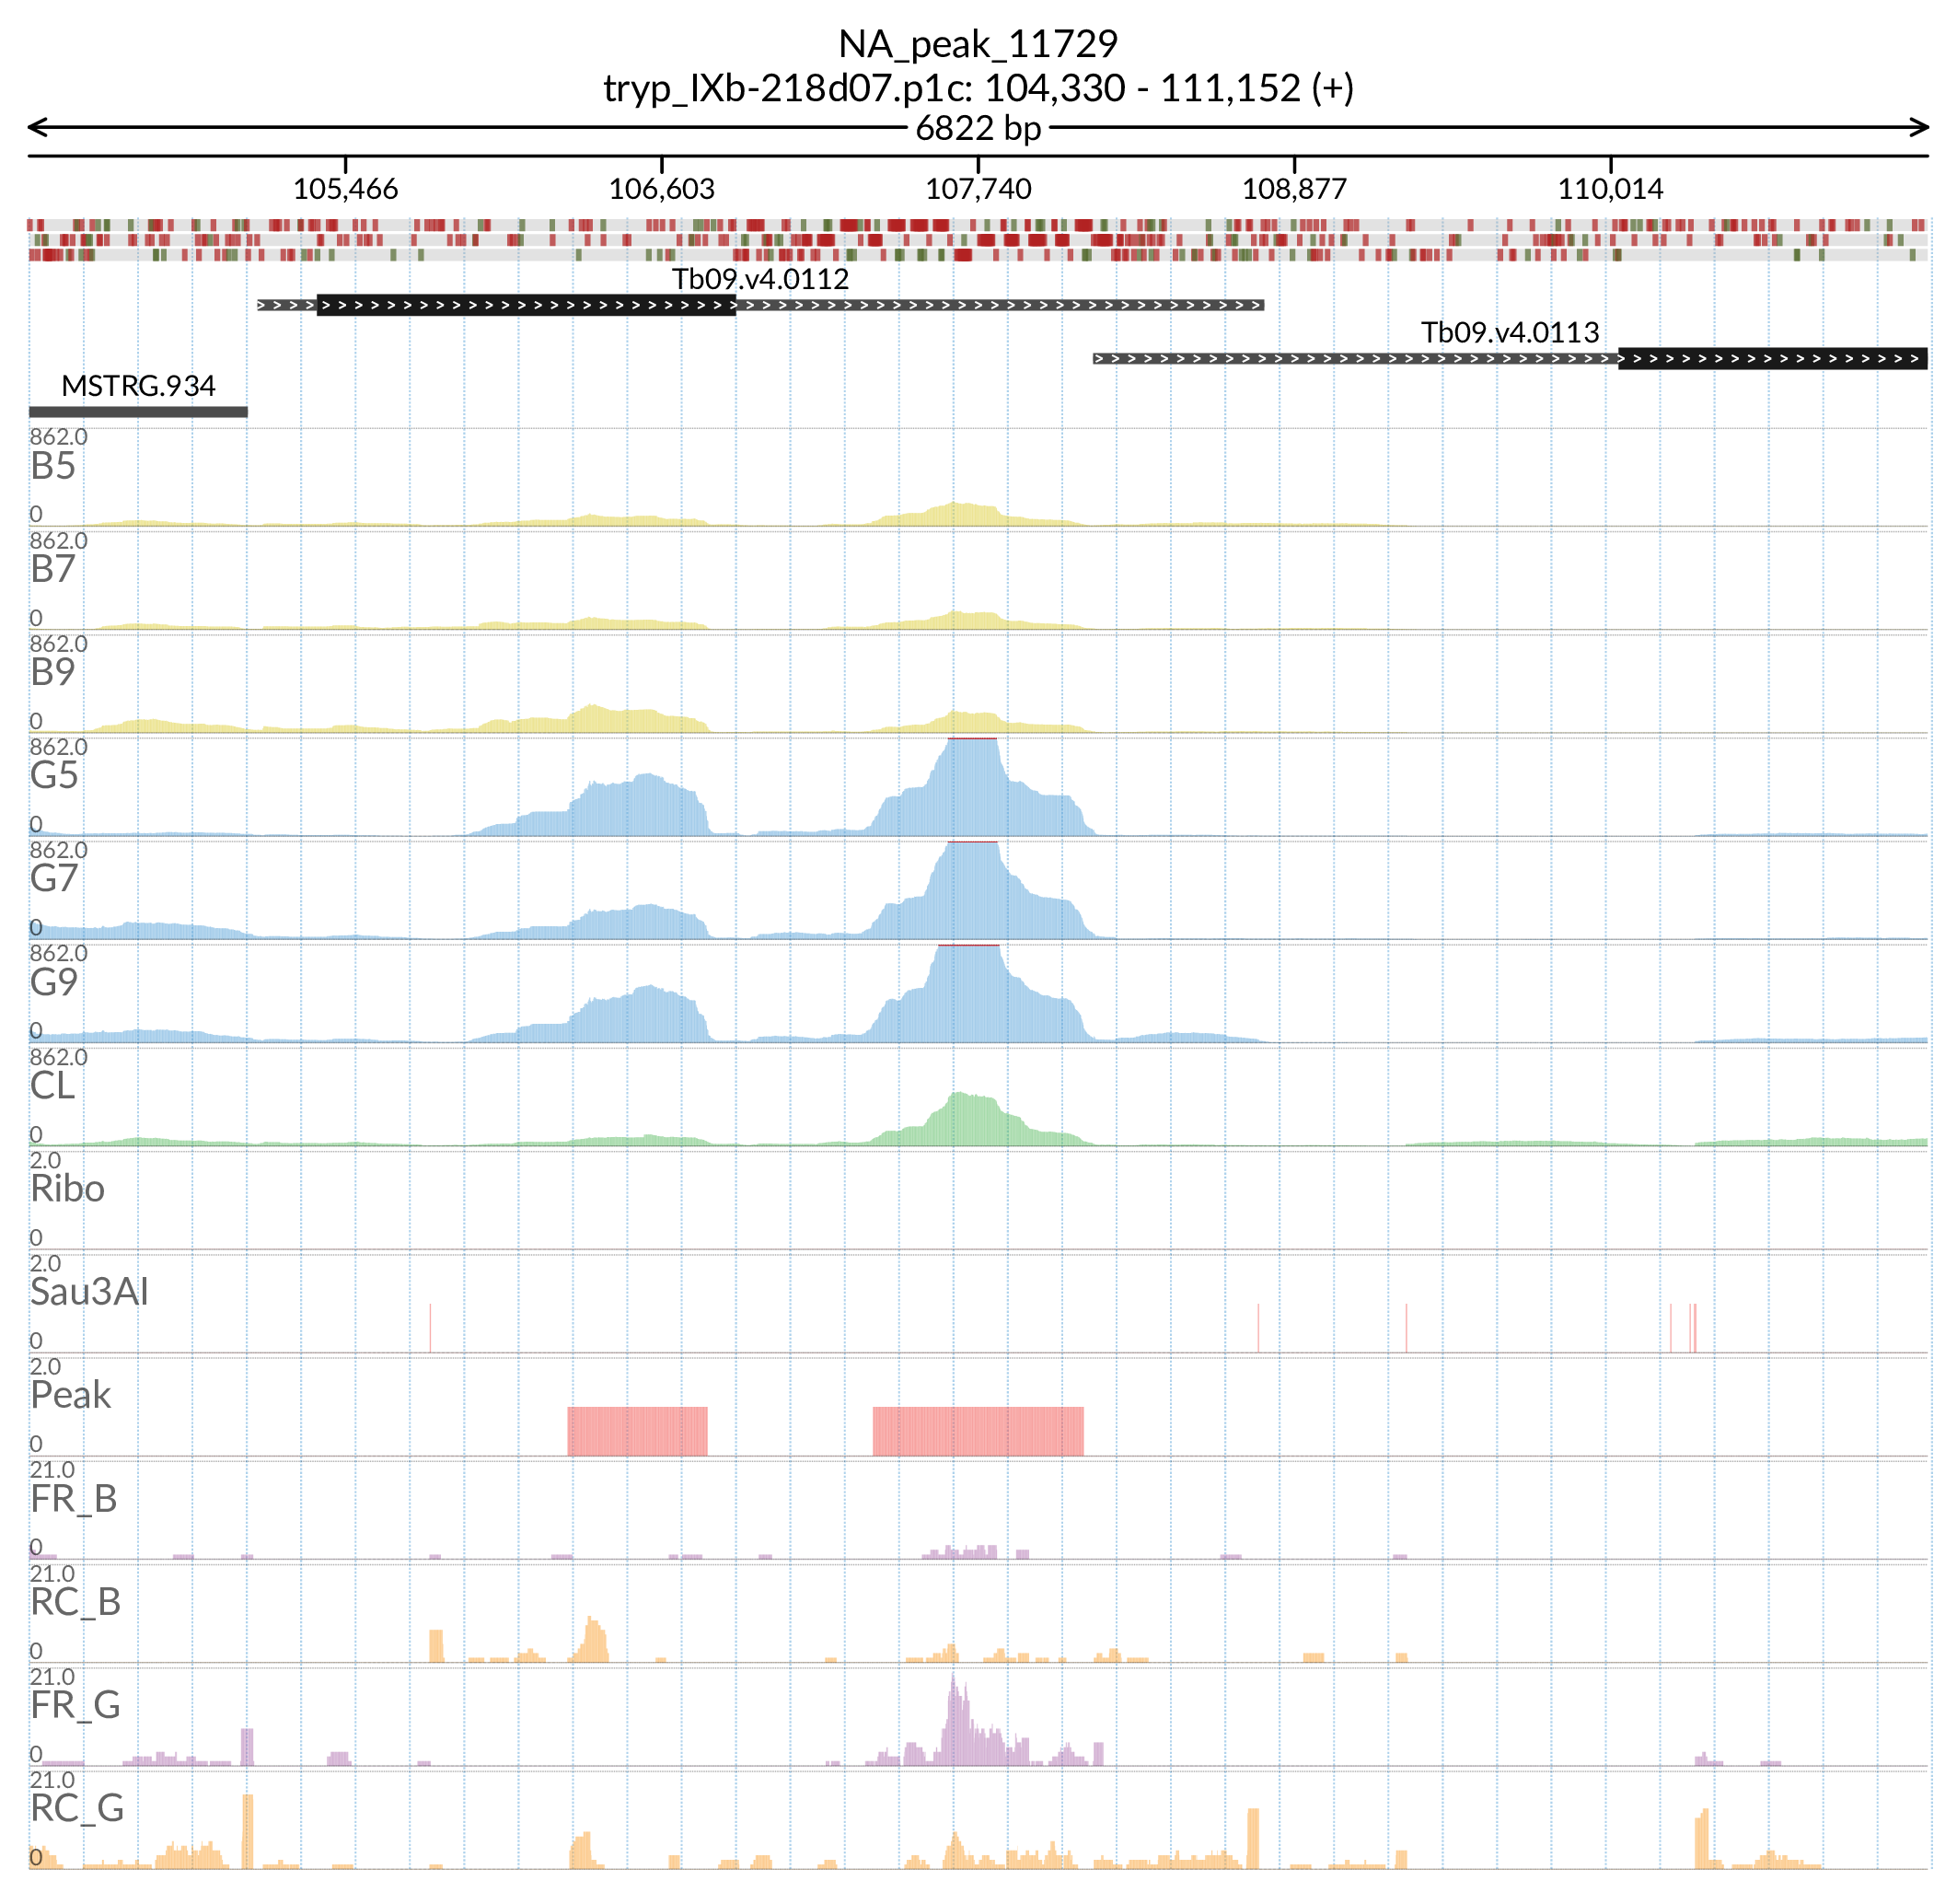 NA_peak_11729
tryp_IXb-218d07.p1c: 104,330 - 111,152 (+)
6822 bp
105,466 106,603 107,740 108,877 110,014
Tb09.v4.0112
Tb09.v4.0113
MSTRG.934
862.0
B5
0
862.0
B7
0
862.0
B9
0
862.0
G5
0
862.0
G7
0
862.0
G9
0
862.0
CL
0
2.0
Ribo
0
2.0
Sau3AI
0
2.0
Peak
0
21.0
FR_B
0
21.0
RC_B
0
21.0
FR_G
0
21.0
RC_G
0